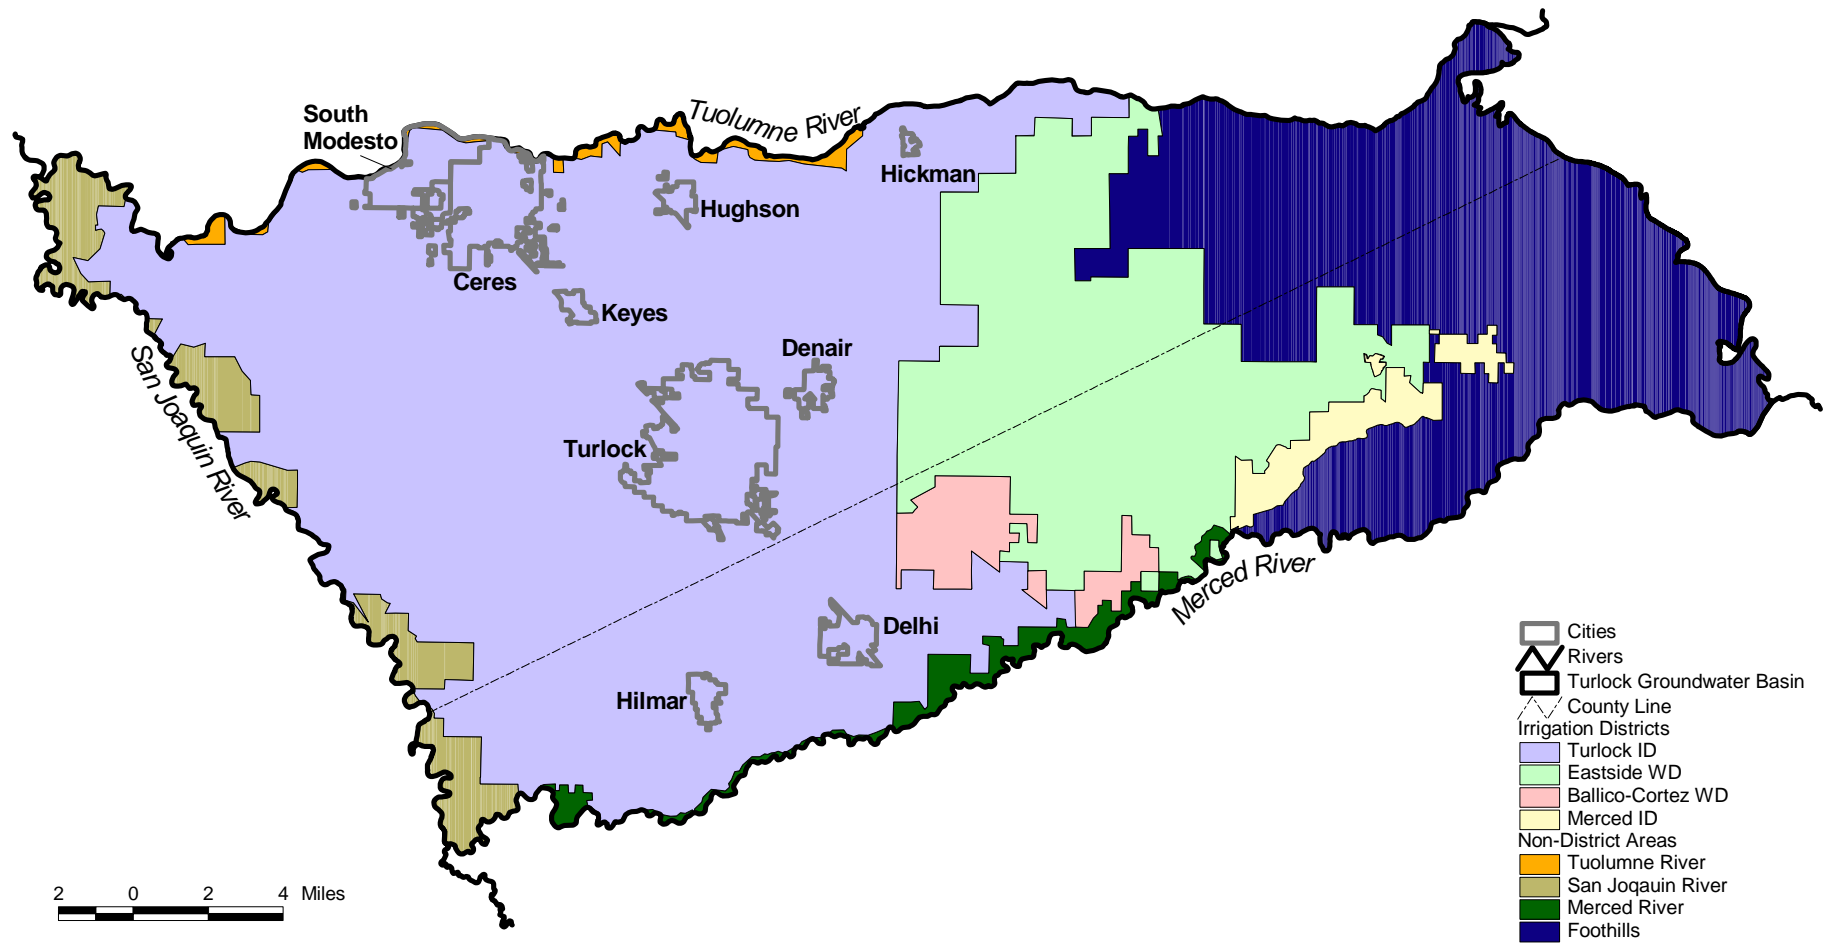 South
Modesto
Tuolumne River
Hickman
Hughson
Ceres
Keyes
Denair
San Joaquin River
Turlock
Merced River
Delhi
Hilmar
Cities
Rivers
Turlock Groundwater Basin
County Line
Irrigation Districts
Turlock ID
Eastside WD
Ballico-Cortez WD
Merced ID
Non-District Areas
Tuolumne River
San Joqauin River
Merced River
Foothills
2 0 2 4 Miles